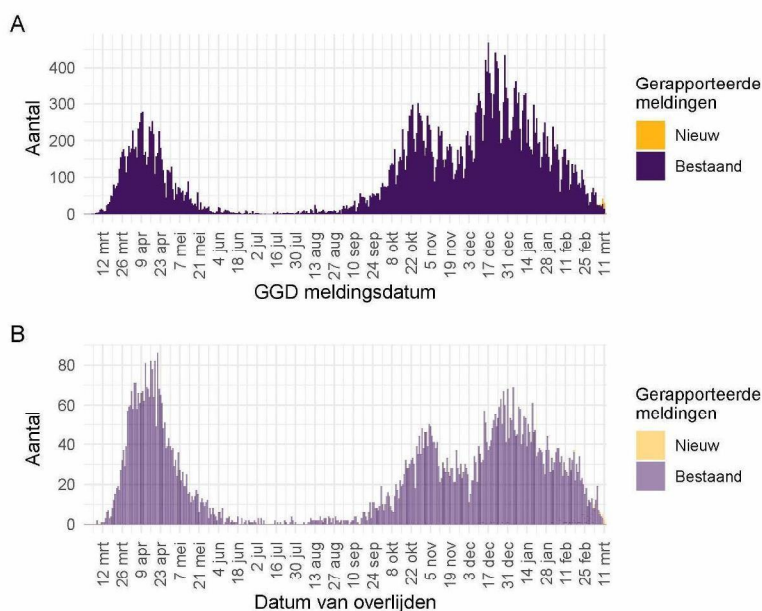 A
Aantal
400
300
200
100
0
12 mrt
26 mrt
9 apr
23 apr
7 mei
21 mei
4 jun
18 jun
2 jul
16 jul
30 jul
13 aug
27 aug
10 sep
24 sep
8 okt
22 okt
5 nov
19 nov
3 dec
17 dec
31 dec
14 jan
28 jan
11 feb
25 feb
11 mrt
GGD meldingsdatum
Gerapporteerde
meldingen
Nieuw
Bestaand
B
Aantal
80
60
40
20
0
12 mrt
26 mrt
9 apr
23 apr
7 mei
21 mei
4 jun
18 jun
2 jul
16 jul
30 jul
13 aug
27 aug
10 sep
24 sep
8 okt
22 okt
5 nov
19 nov
3 dec
17 dec
31 dec
14 jan
28 jan
11 feb
25 feb
11 mrt
Datum van overlijden
Gerapporteerde
meldingen
Nieuw
Bestaand